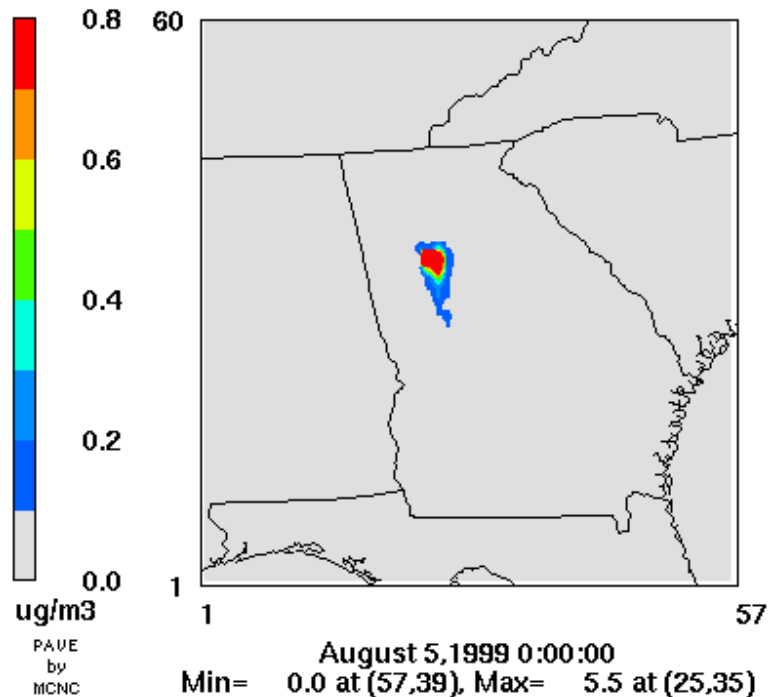 0.8
0.6
0.4
0.2
0.0
ug/m3
PAVE
by
MCNC
60
1
1
57
August 5,1999 0:00:00
Min= 0.0 at (57,39), Max= 5.5 at (25,35)